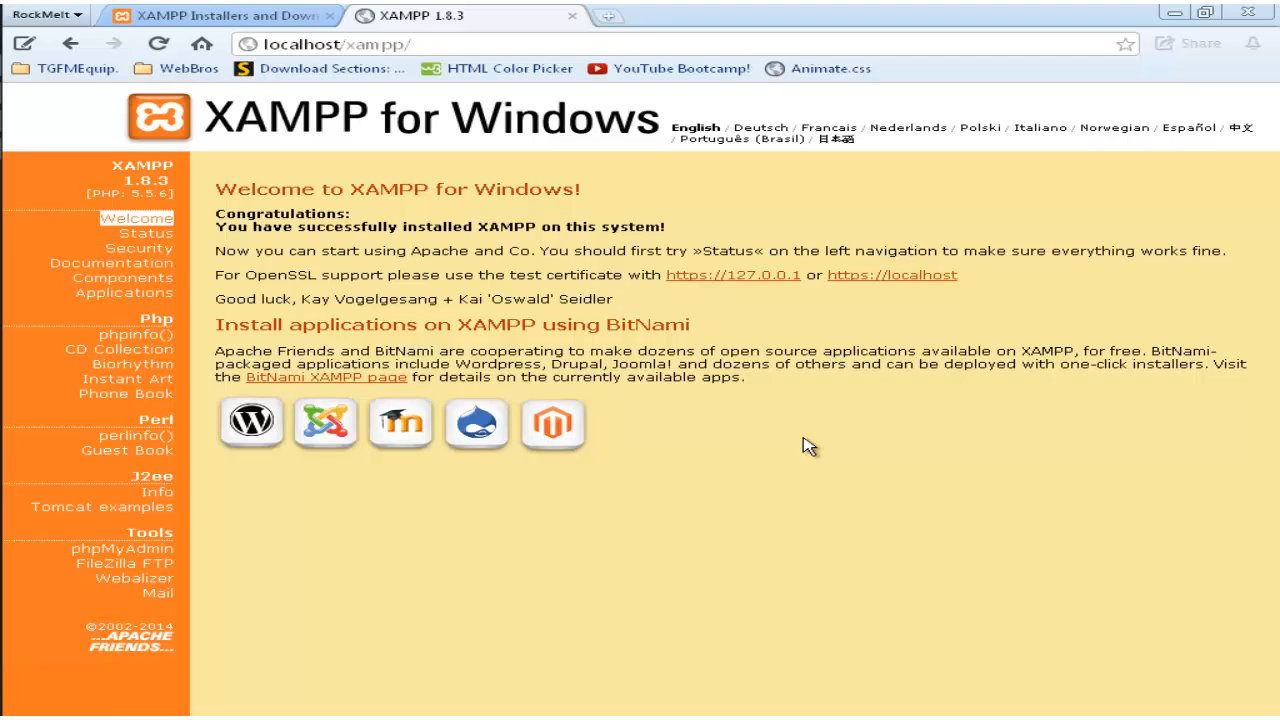 RockMelt
XAMPP Installers and Down
XAMPP 1.8.3
localhost/xampp/
Share
TGFMEquip.
WebBros
Download Sections: ...
HTML Color Picker
YouTube Bootcamp!
Animate.css
XAMPP for Windows
English / Deutsch / Francais / Nederlands / Polski / Italiano / Norwegian / Español / 中文
/ Português (Brasil) / 日本語
XAMPP
1.8.3
[PHP: 5.5.6]
Welcome
Status
Security
Documentation
Components
Applications
Php
phpinfo()
CD Collection
Biorhythm
Instant Art
Phone Book
Perl
perlinfo()
Guest Book
J2ee
Info
Tomcat examples
Tools
phpMyAdmin
FileZilla FTP
Webalizer
Mail
©2002-2014
...APACHE
FRIENDS...
Welcome to XAMPP for Windows!
Congratulations:
You have successfully installed XAMPP on this system!
Now you can start using Apache and Co. You should first try »Status« on the left navigation to make sure everything works fine.
For OpenSSL support please use the test certificate with https://127.0.0.1 or https://localhost
Good luck, Kay Vogelgesang + Kai 'Oswald' Seidler
Install applications on XAMPP using BitNami
Apache Friends and BitNami are cooperating to make dozens of open source applications available on XAMPP, for free. BitNami-
packaged applications include Wordpress, Drupal, Joomla! and dozens of others and can be deployed with one-click installers. Visit
the BitNami XAMPP page for details on the currently available apps.